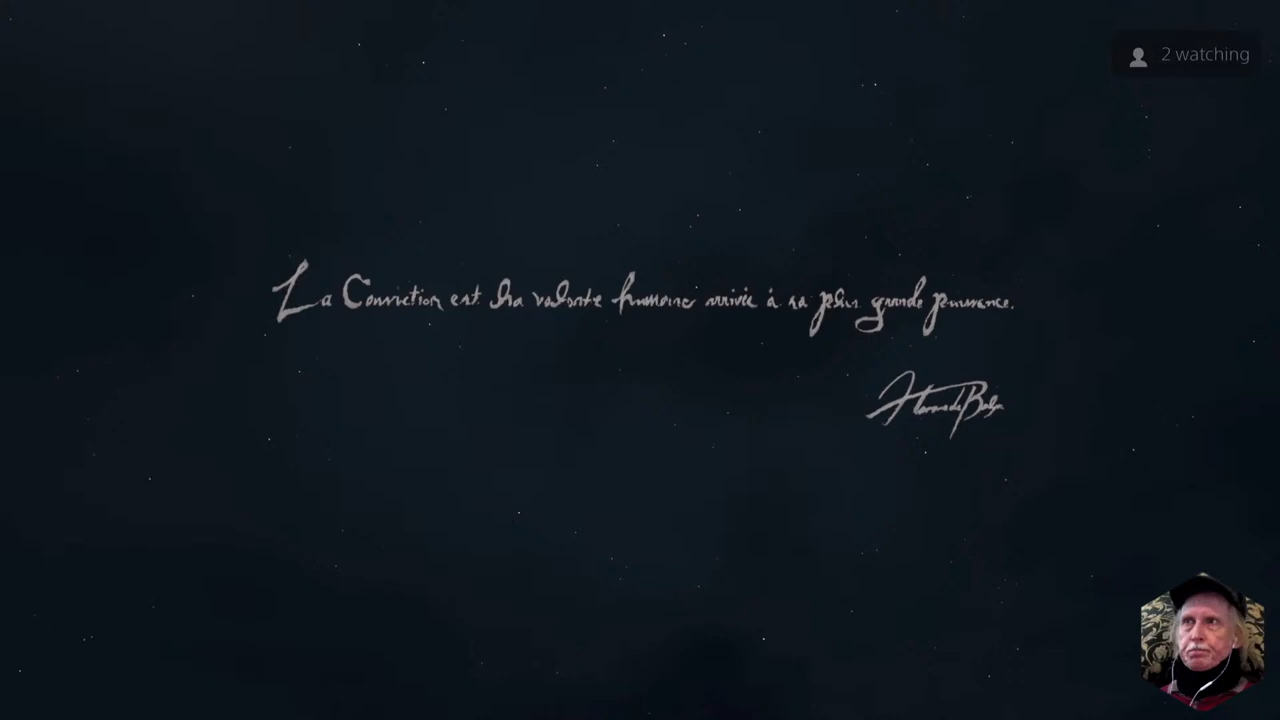 2 watching
La Conviction est la volonté humaine arrivée à sa plus grande puissance.